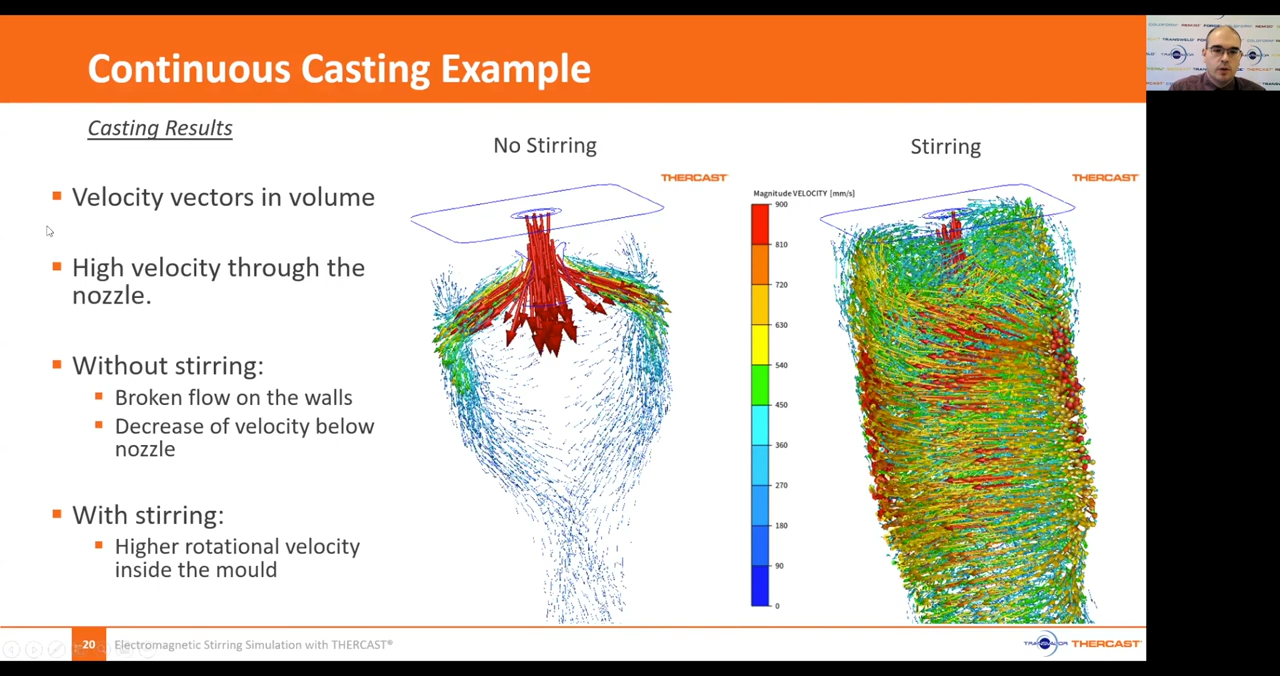 Continuous Casting Example
Casting Results
No Stirring
Stirring
THERCAST
THERCAST
Velocity vectors in volume
High velocity through the
nozzle.
Without stirring:
Broken flow on the walls
Decrease of velocity below
nozzle
With stirring:
Higher rotational velocity
inside the mould
Magnitude VELOCITY [mm/s]
900
810
720
630
540
450
360
270
180
90
0
20
Electromagnetic Stirring Simulation with THERCAST®
TRANSVALOR
THERCAST